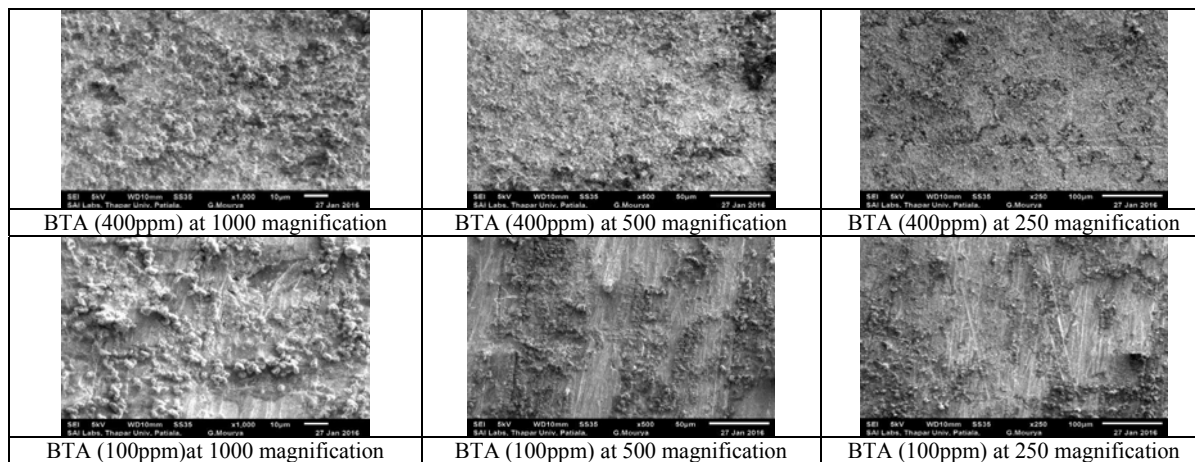 SEI 5kV WD10mm SS35 x1,000 10µm
SAI Labs, Thapar Univ. Patiala. G.Mourya 27 Jan 2016
SEI 5kV WD10mm SS35 x500 50µm
SAI Labs, Thapar Univ. Patiala. G.Mourya 27 Jan 2016
SEI 5kV WD10mm SS35 x250 100µm
SAI Labs, Thapar Univ. Patiala. G.Mourya 27 Jan 2016
BTA (400ppm) at 1000 magnification
BTA (400ppm) at 500 magnification
BTA (400ppm) at 250 magnification
SEI 5kV WD10mm SS35 x1,000 10µm
SAI Labs, Thapar Univ. Patiala. G.Mourya 27 Jan 2016
SEI 5kV WD10mm SS35 x500 50µm
SAI Labs, Thapar Univ. Patiala. G.Mourya 27 Jan 2016
SEI 5kV WD10mm SS35 x250 100µm
SAI Labs, Thapar Univ. Patiala. G.Mourya 27 Jan 2016
BTA (100ppm)at 1000 magnification
BTA (100ppm) at 500 magnification
BTA (100ppm) at 250 magnification